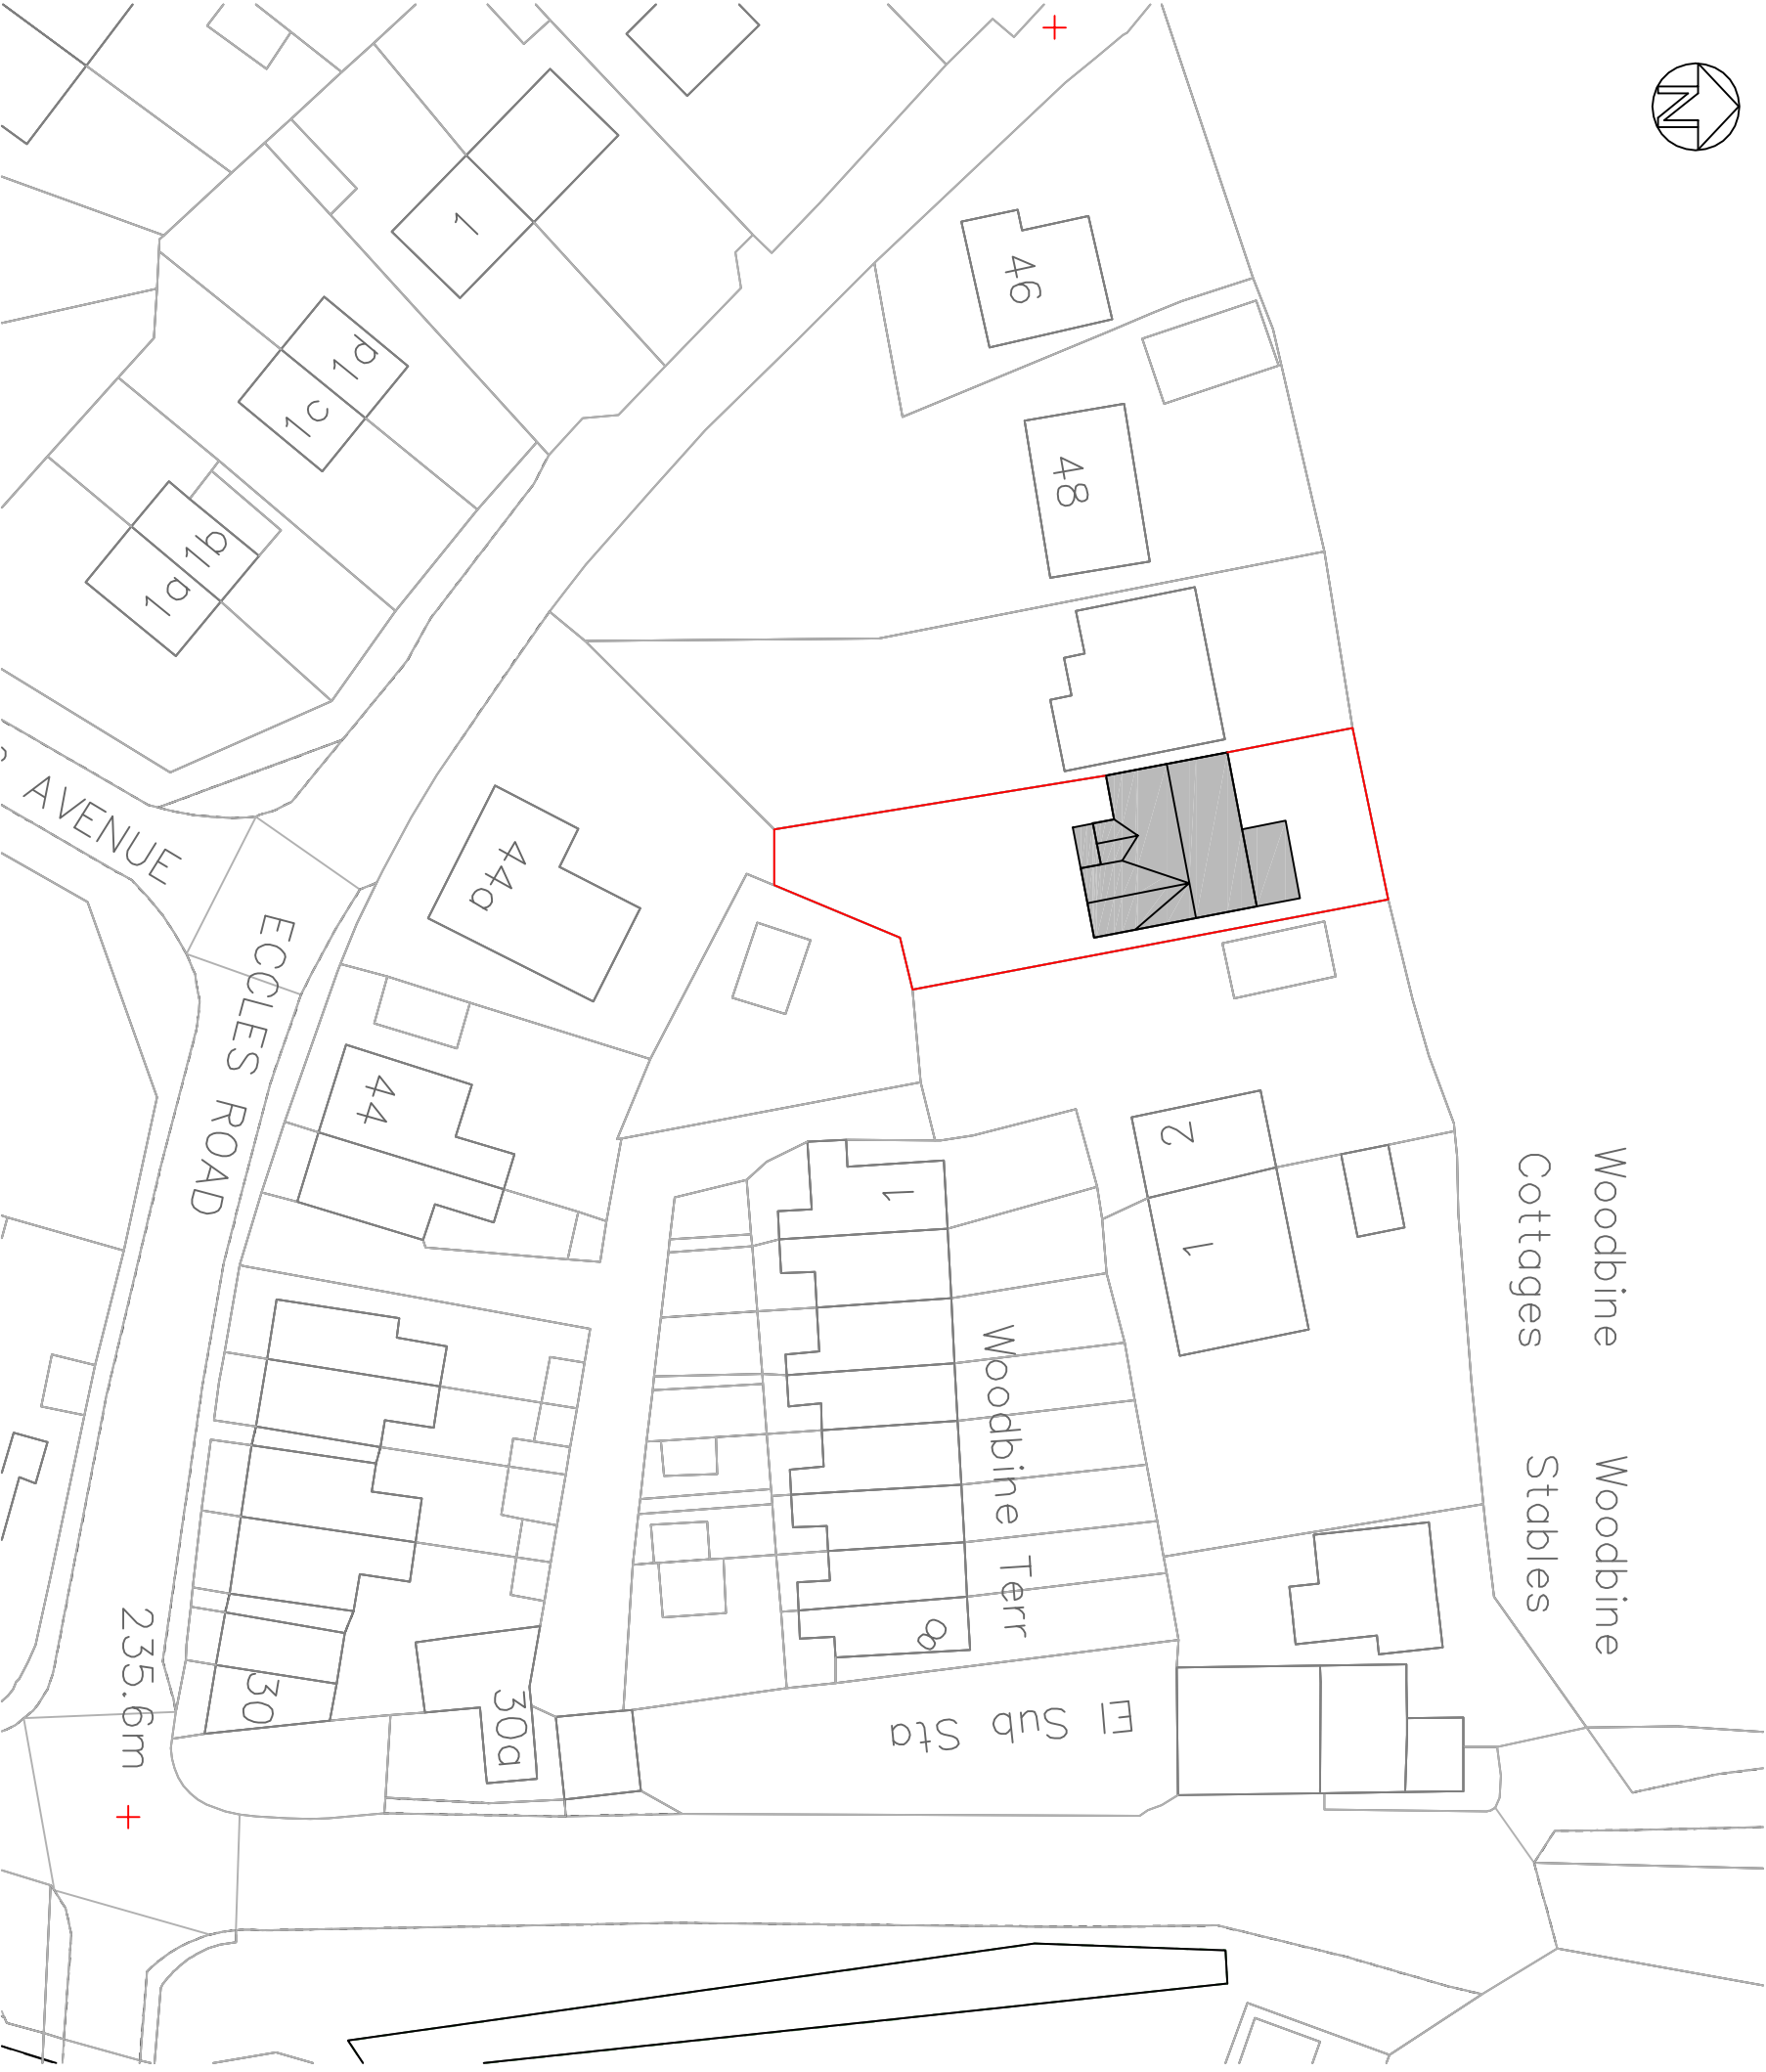 N
1
46
1d
1c
48
1b
1a
AVENUE
44a
ECCLES ROAD
44
2
1
1
Woodbine
Cottages
Woodbine Terr
Woodbine
Stables
8
235.6m
30
30a
El Sub Sta